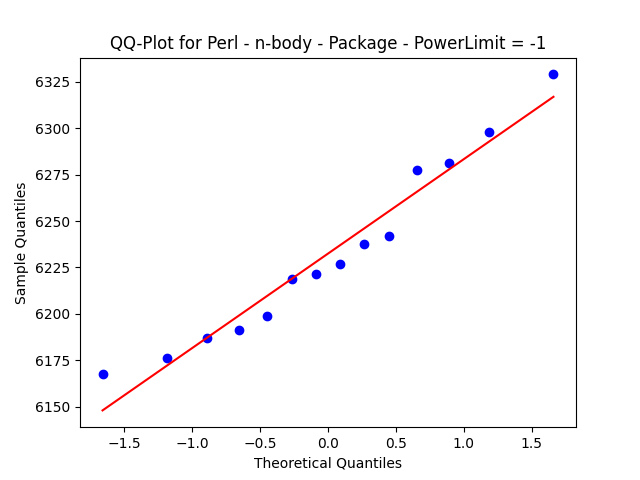 QQ-Plot for Perl - n-body - Package - PowerLimit = -1
6325
6300
6275
6250
6225
6200
6175
6150
Sample Quantiles
−1.5 −1.0 −0.5 0.0 0.5 1.0 1.5
Theoretical Quantiles